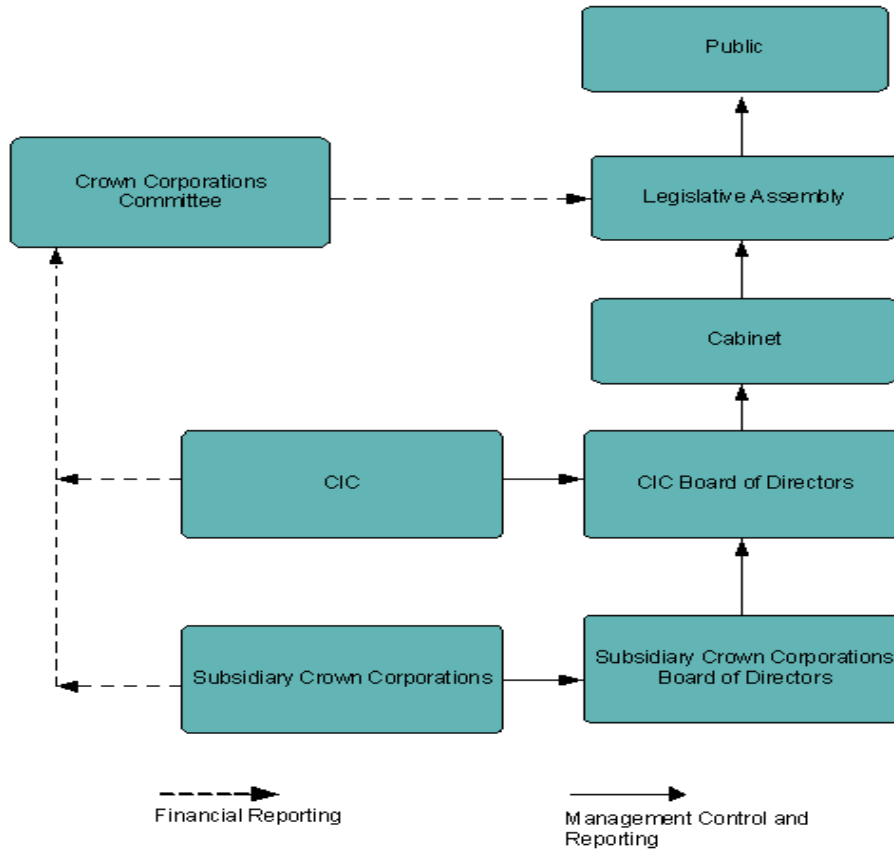 Public
Crown Corporations
Committee
Legislative Assembly
Cabinet
CIC
CIC Board of Directors
Subsidiary Crown Corporations
Subsidiary Crown Corporations
Board of Directors
Financial Reporting
Management Control and
Reporting